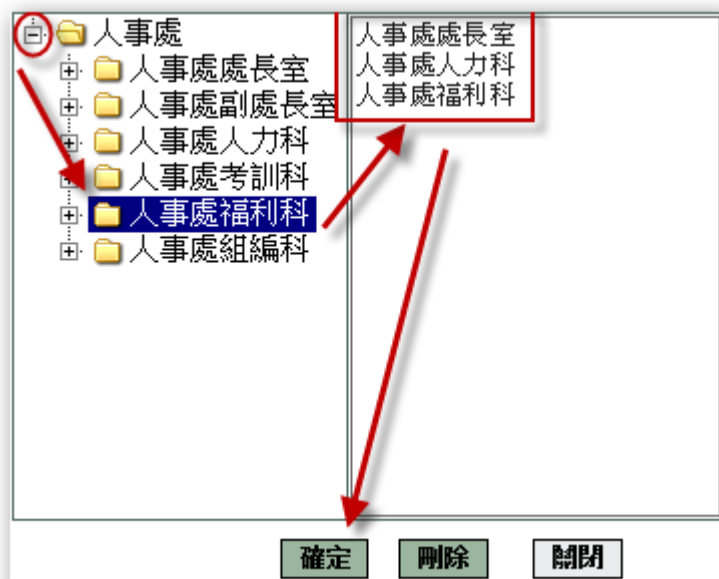 人事處
人事處處長室
人事處副處長室
人事處人力科
人事處考訓科
人事處福利科
人事處組編科
人事處處長室
人事處人力科
人事處福利科
確定
刪除
關閉